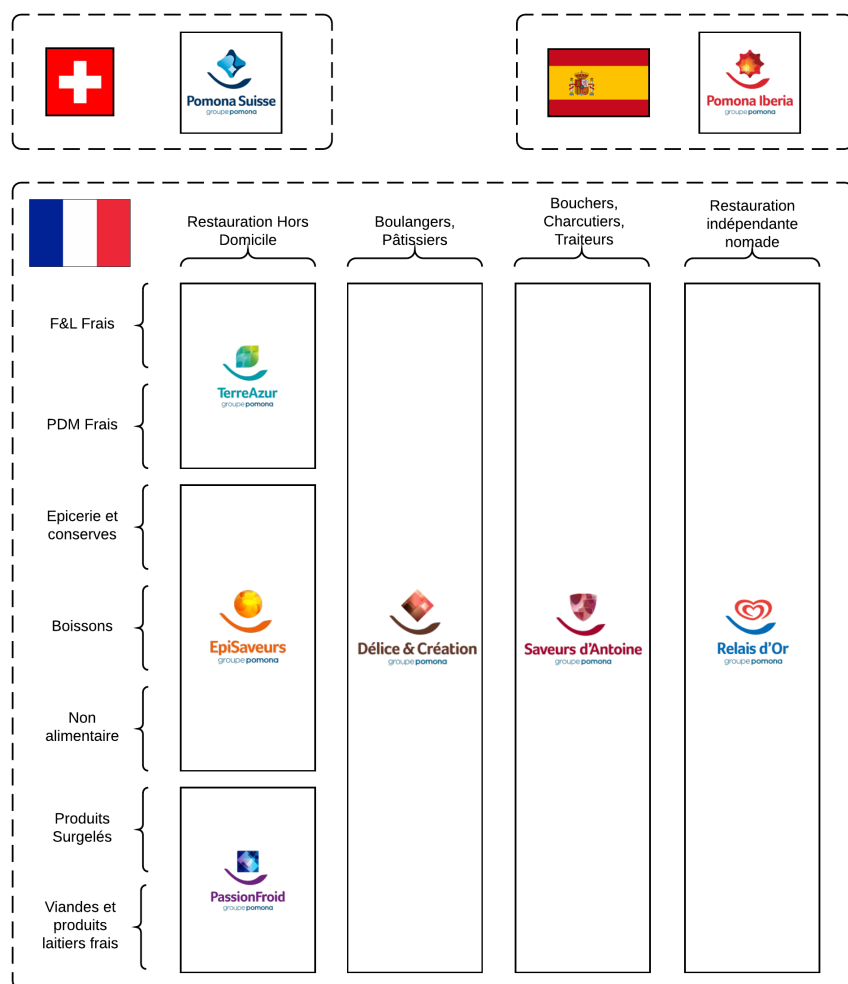 Pomona Suisse
groupe pomona
Pomona Iberia
groupe pomona
Restauration Hors
Domicile
Boulangers,
Pâtissiers
Bouchers,
Charcutiers,
Traiteurs
Restauration
indépendante
nomade
F&L Frais
TerreAzur
groupe pomona
PDM Frais
Epicerie et
conserves
Boissons
EpiSaveurs
groupe pomona
Délice & Création
groupe pomona
Saveurs d'Antoine
groupe pomona
Relais d'Or
groupe pomona
Non
alimentaire
Produits
Surgelés
PassionFroid
groupe pomona
Viandes et
produits
laitiers frais